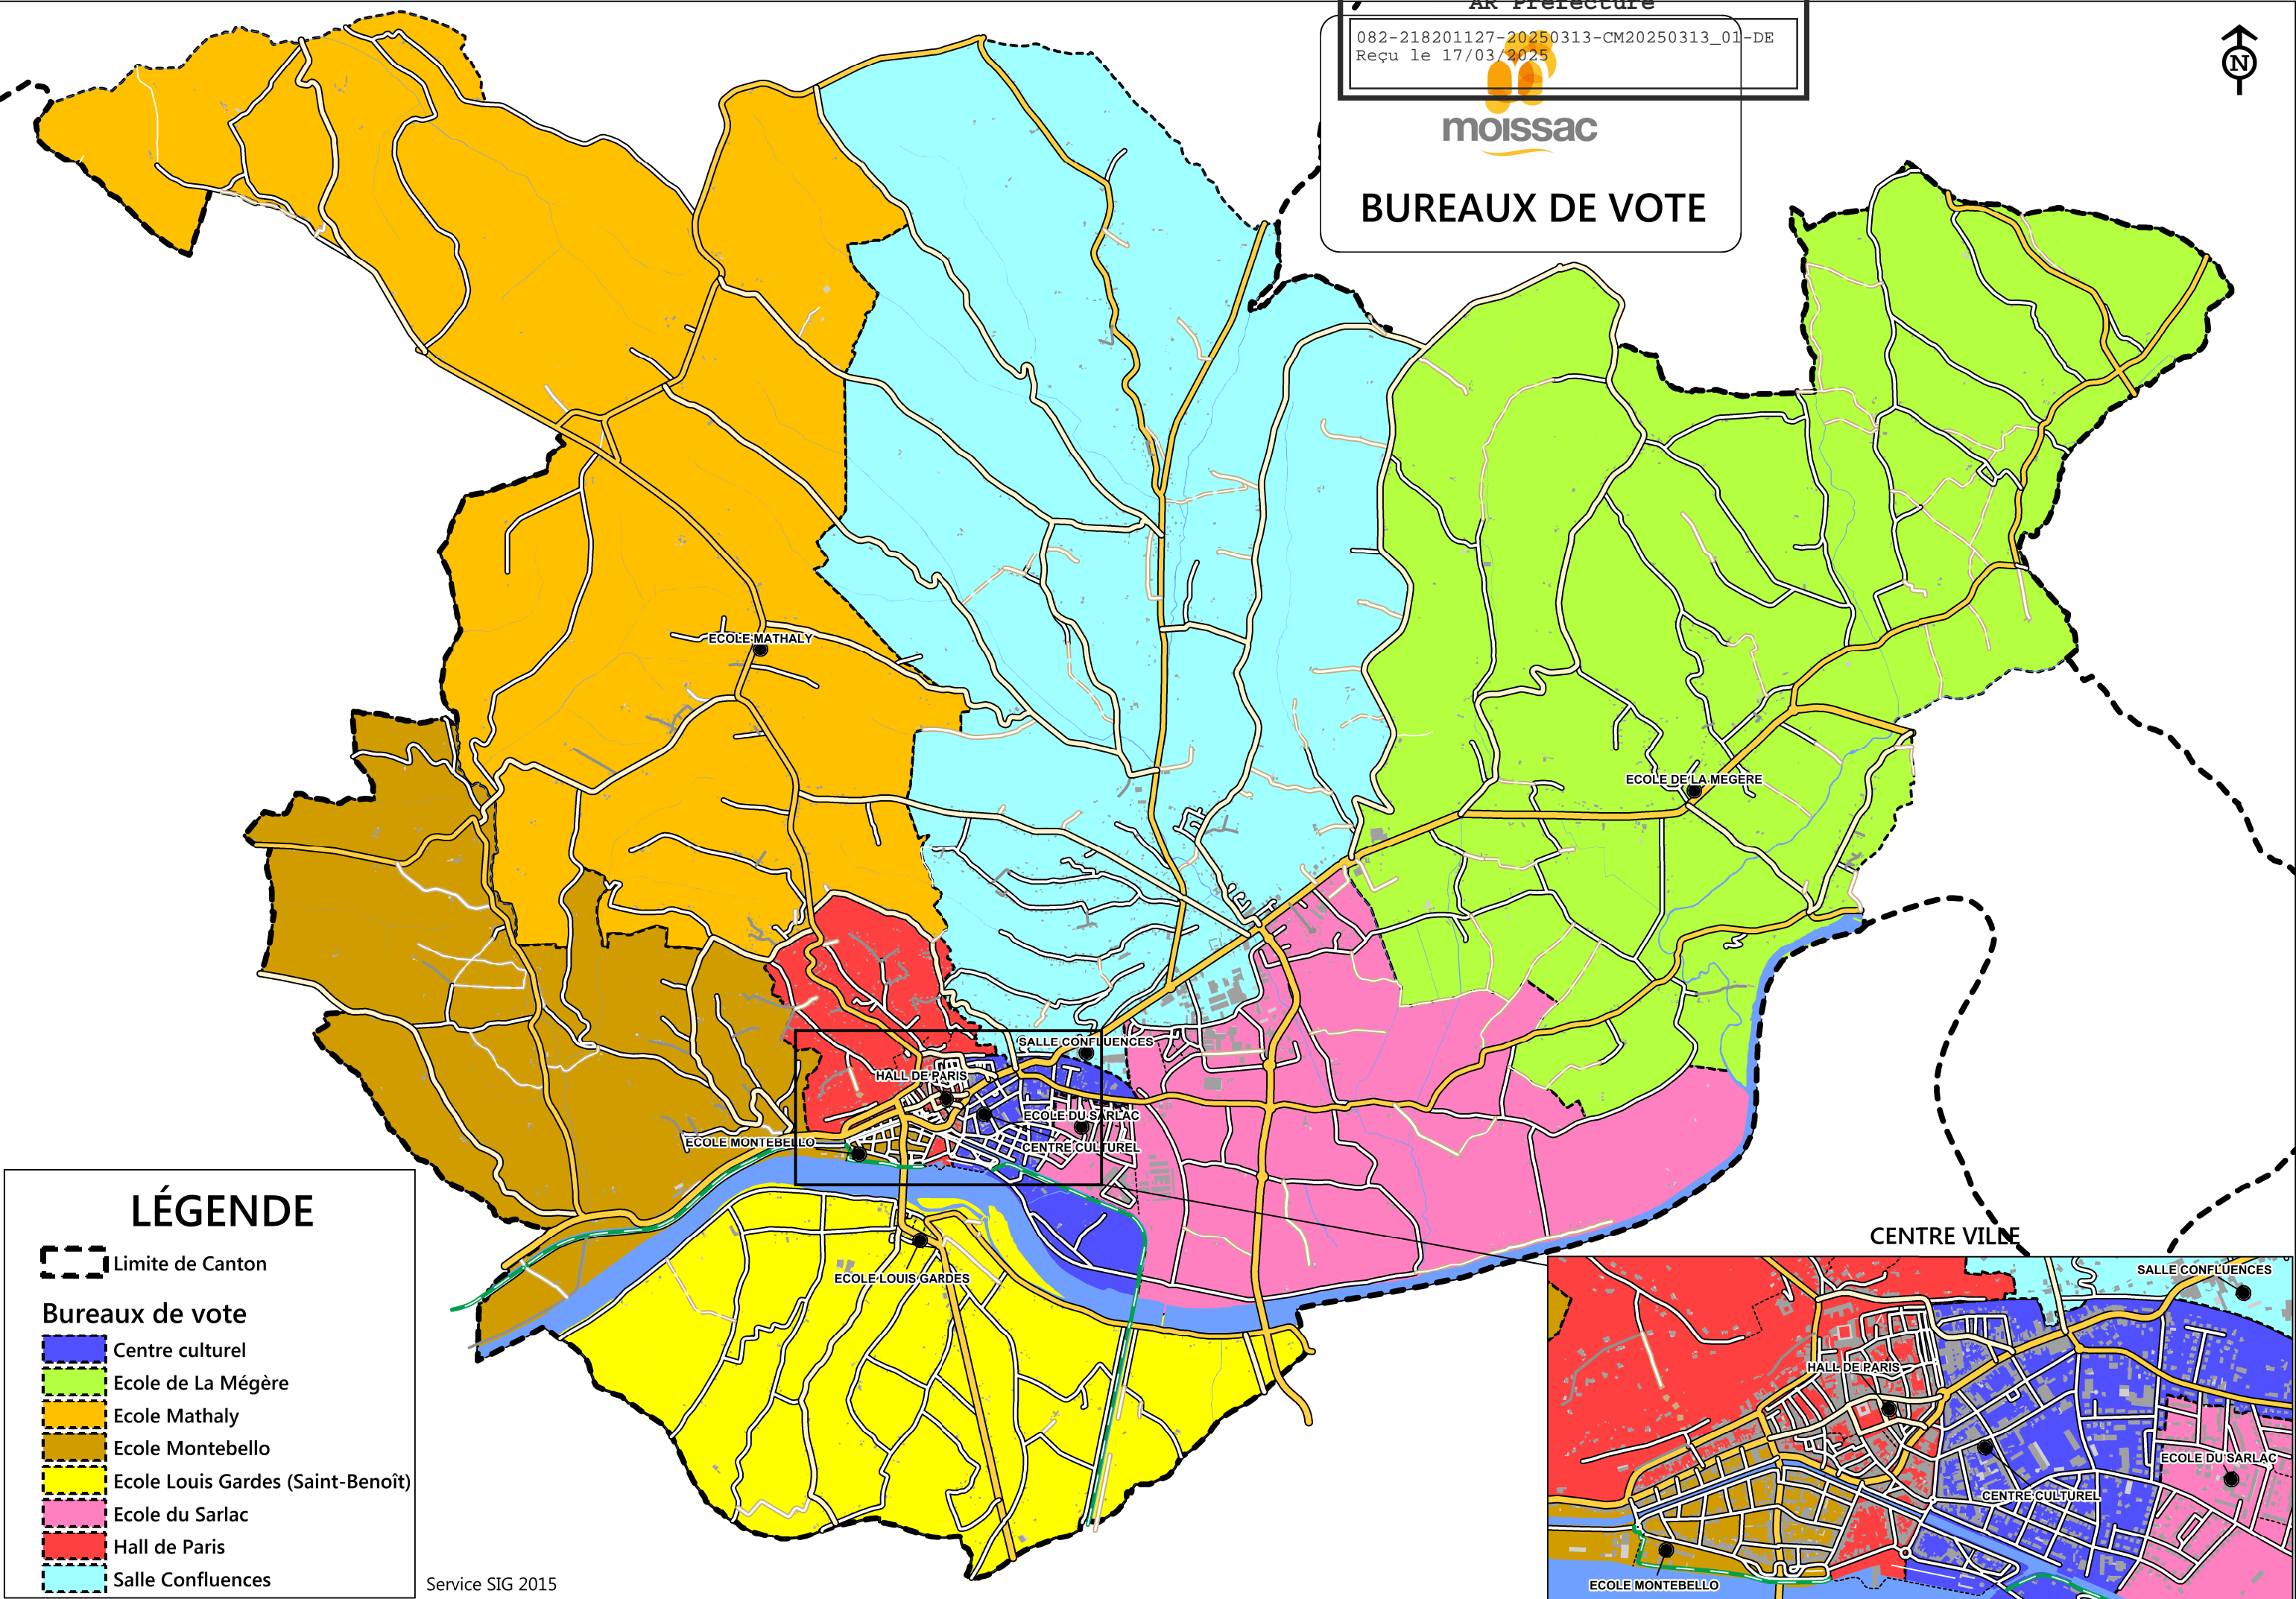 AR Prefecture
082-218201127-20250313-CM20250313_01-DE
Reçu le 17/03/2025
moissac
BUREAUX DE VOTE
N
ECOLE MATHALY
ECOLE DE LA MEGERE
SALLE CONFLUENCES
HALL DE PARIS
ECOLE DU SARLAC
ECOLE MONTEBELLO
CENTRE CULTUREL
ECOLE LOUIS GARDES
LÉGENDE
Limite de Canton
Bureaux de vote
Centre culturel
Ecole de La Mégère
Ecole Mathaly
Ecole Montebello
Ecole Louis Gardes (Saint-Benoît)
Ecole du Sarlac
Hall de Paris
Salle Confluences
Service SIG 2015
CENTRE VILLE
SALLE CONFLUENCES
HALL DE PARIS
ECOLE DU SARLAC
CENTRE CULTUREL
ECOLE MONTEBELLO